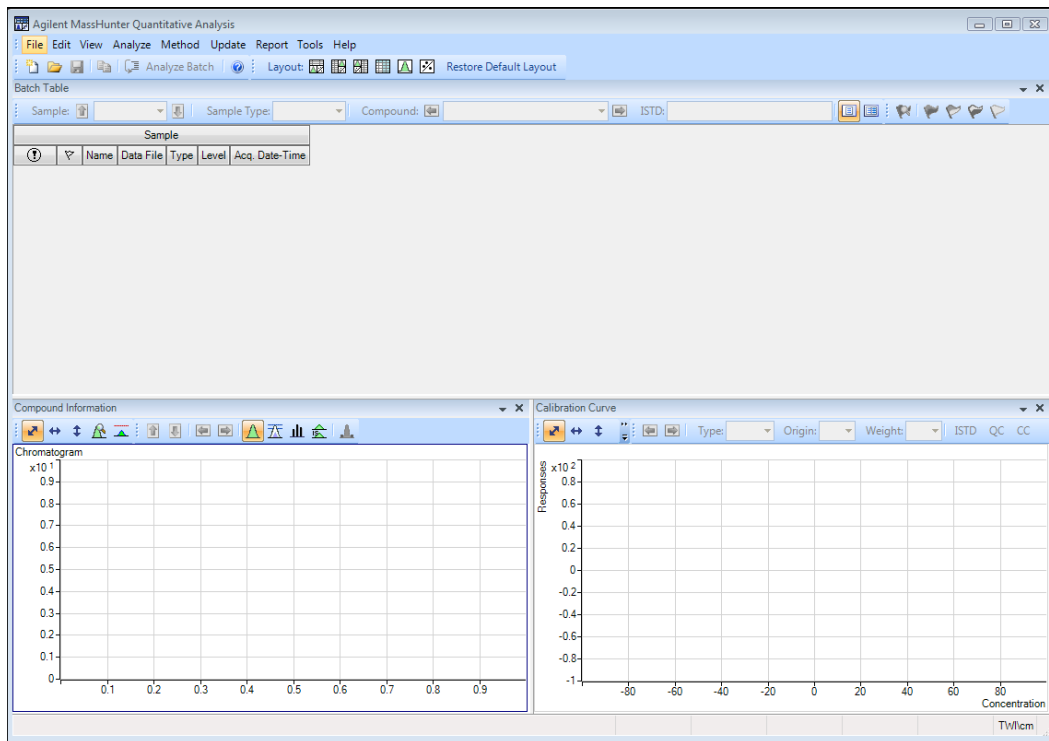 Agilent MassHunter Quantitative Analysis
File Edit View Analyze Method Update Report Tools Help
Analyze Batch Layout: Restore Default Layout
Batch Table
Sample: Sample Type: Compound: ISTD:
Sample
Name Data File Type Level Acq. Date-Time
Compound Information
Chromatogram
x10 1
0.9
0.8
0.7
0.6
0.5
0.4
0.3
0.2
0.1
0
0.1 0.2 0.3 0.4 0.5 0.6 0.7 0.8 0.9
Calibration Curve
Type: Origin: Weight: ISTD QC CC
Responses
x10 2
0.8
0.6
0.4
0.2
0
-0.2
-0.4
-0.6
-0.8
-1
-80 -60 -40 -20 0 20 40 60 80
Concentration
TWI\cm